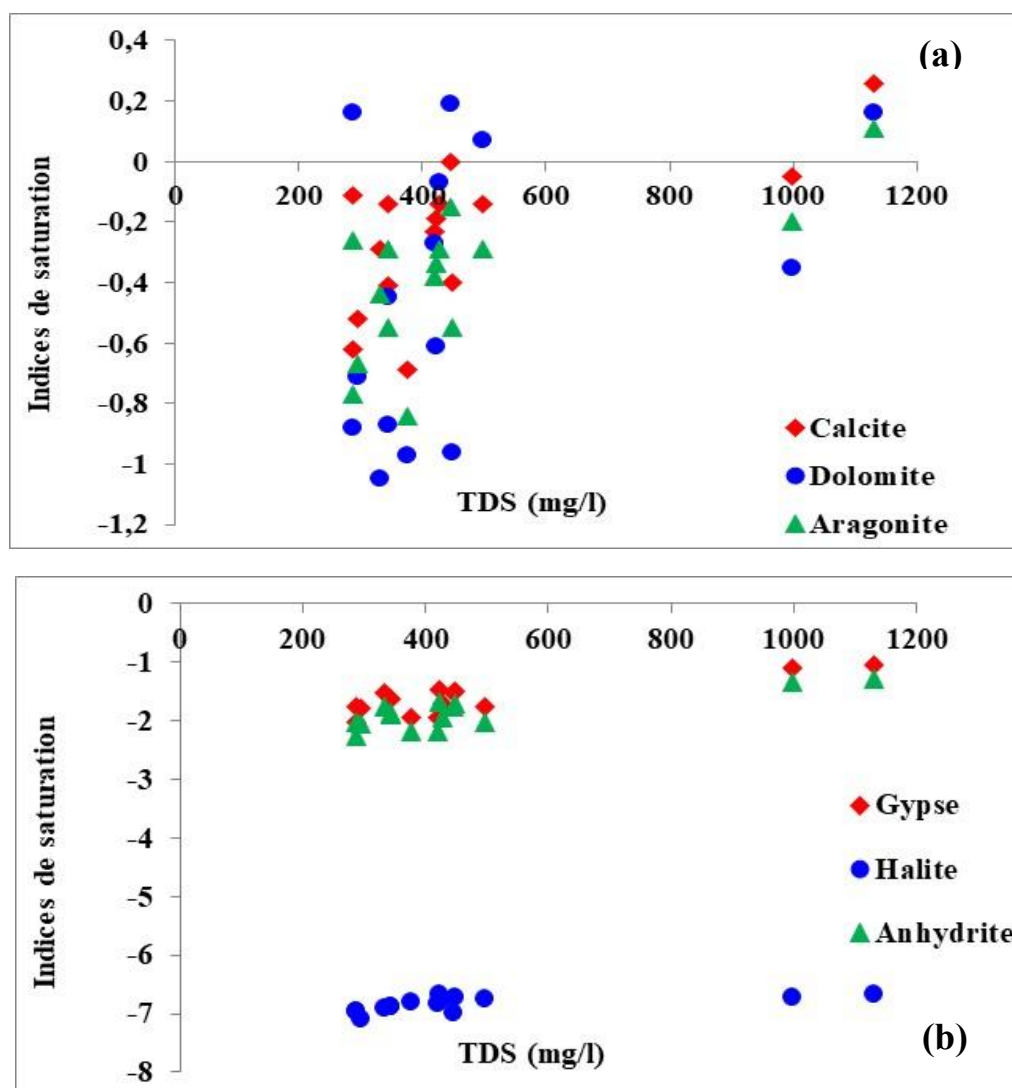 (a)
0,4
0,2
0
-0,2
-0,4
-0,6
-0,8
-1
-1,2
0 200 400 600 800 1000 1200
Indices de saturation
TDS (mg/l)
Calcite
Dolomite
Aragonite
0
-1
-2
-3
-4
-5
-6
-7
-8
0 200 400 600 800 1000 1200
Indices de saturation
TDS (mg/l)
Gypse
Halite
Anhydrite
(b)